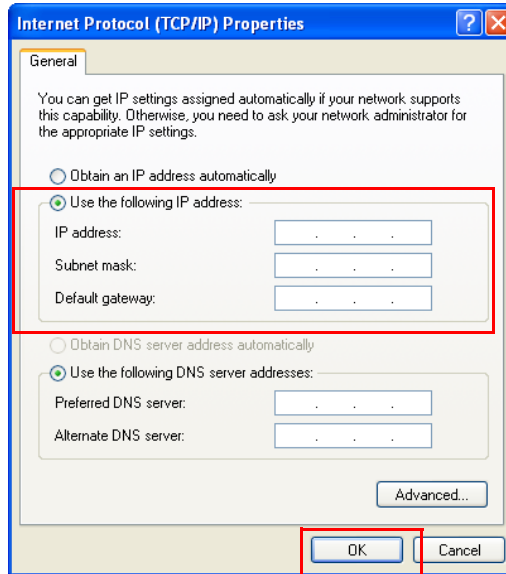 Internet Protocol (TCP/IP) Properties
General
You can get IP settings assigned automatically if your network supports
this capability. Otherwise, you need to ask your network administrator for
the appropriate IP settings.
Obtain an IP address automatically
Use the following IP address:
IP address:
Subnet mask:
Default gateway:
Obtain DNS server address automatically
Use the following DNS server addresses:
Preferred DNS server:
Alternate DNS server:
Advanced...
OK
Cancel